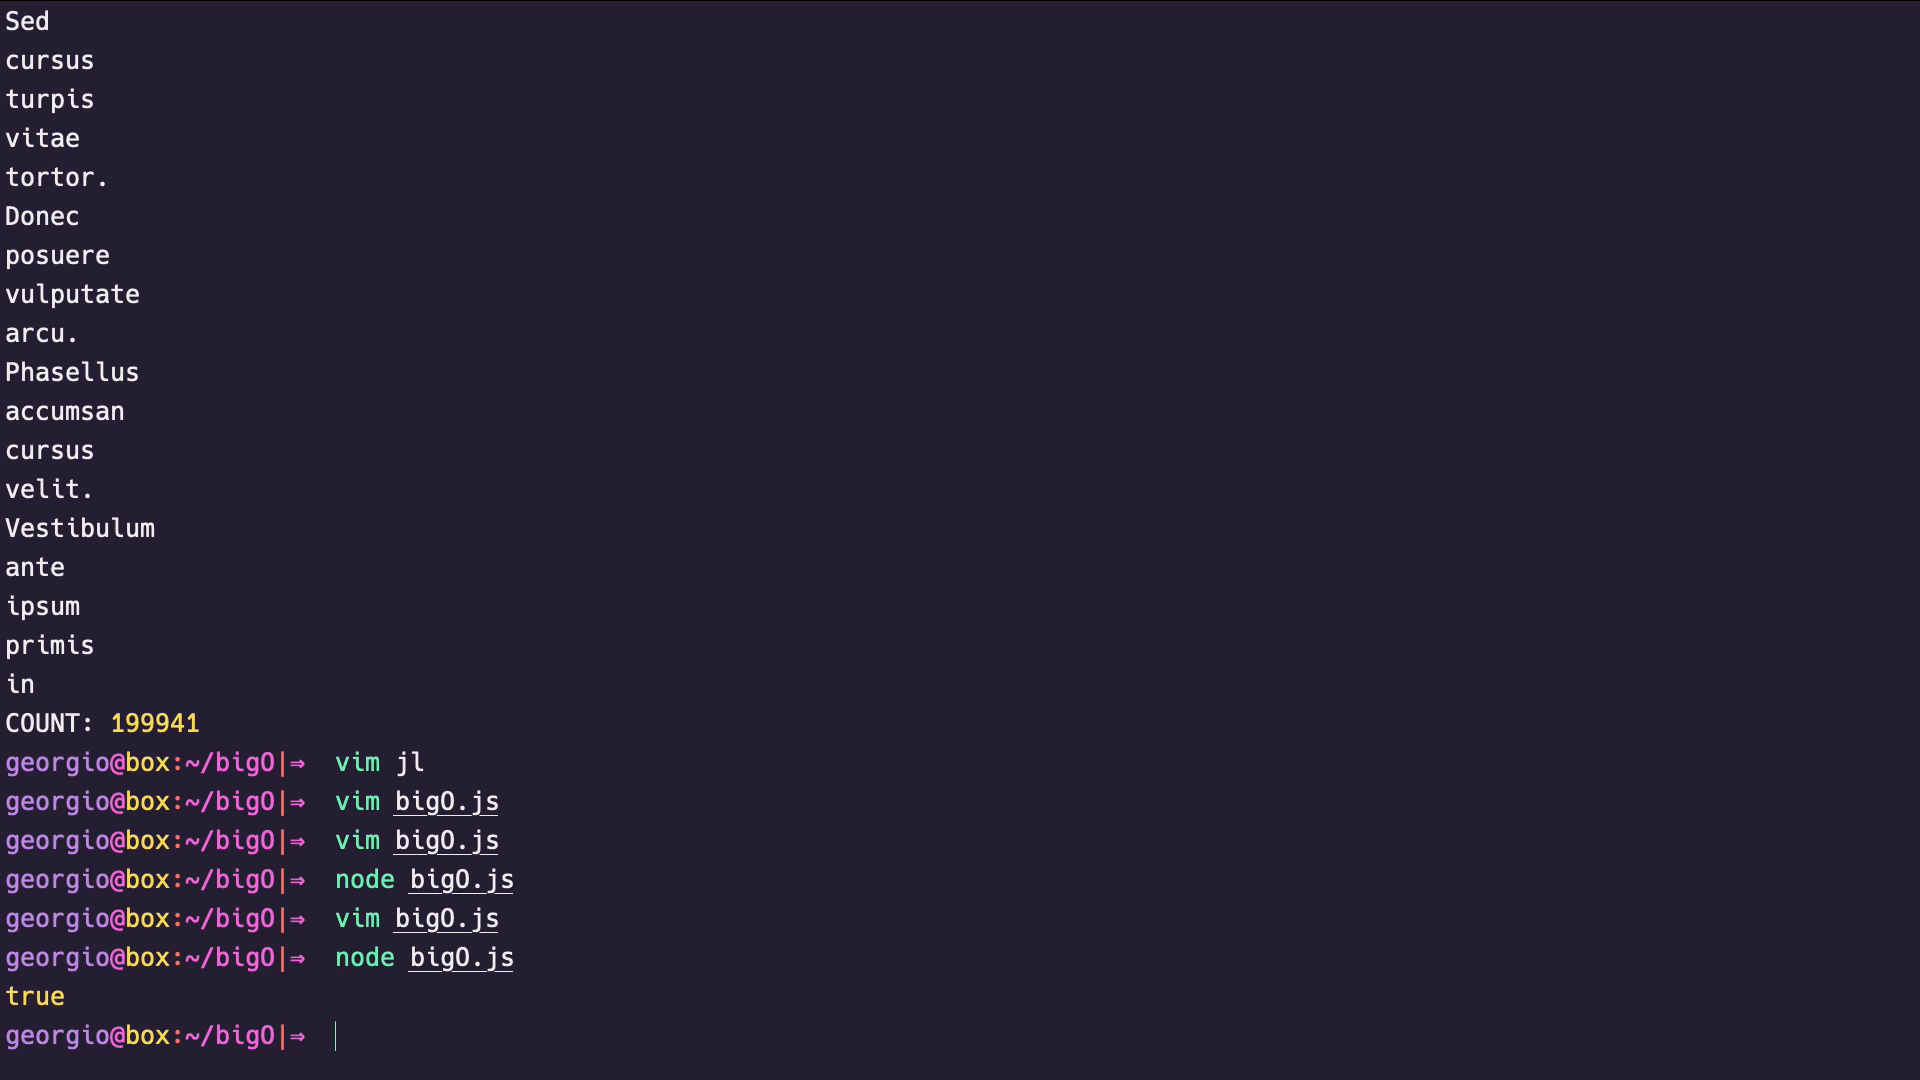 Sed
cursus
turpis
vitae
tortor.
Donec
posuere
vulputate
arcu.
Phasellus
accumsan
cursus
velit.
Vestibulum
ante
ipsum
primis
in
COUNT: 199941
georgio@box:~/bigO|⇒ vim jl
georgio@box:~/bigO|⇒ vim bigO.js
georgio@box:~/bigO|⇒ vim bigO.js
georgio@box:~/bigO|⇒ node bigO.js
georgio@box:~/bigO|⇒ vim bigO.js
georgio@box:~/bigO|⇒ node bigO.js
true
georgio@box:~/bigO|⇒